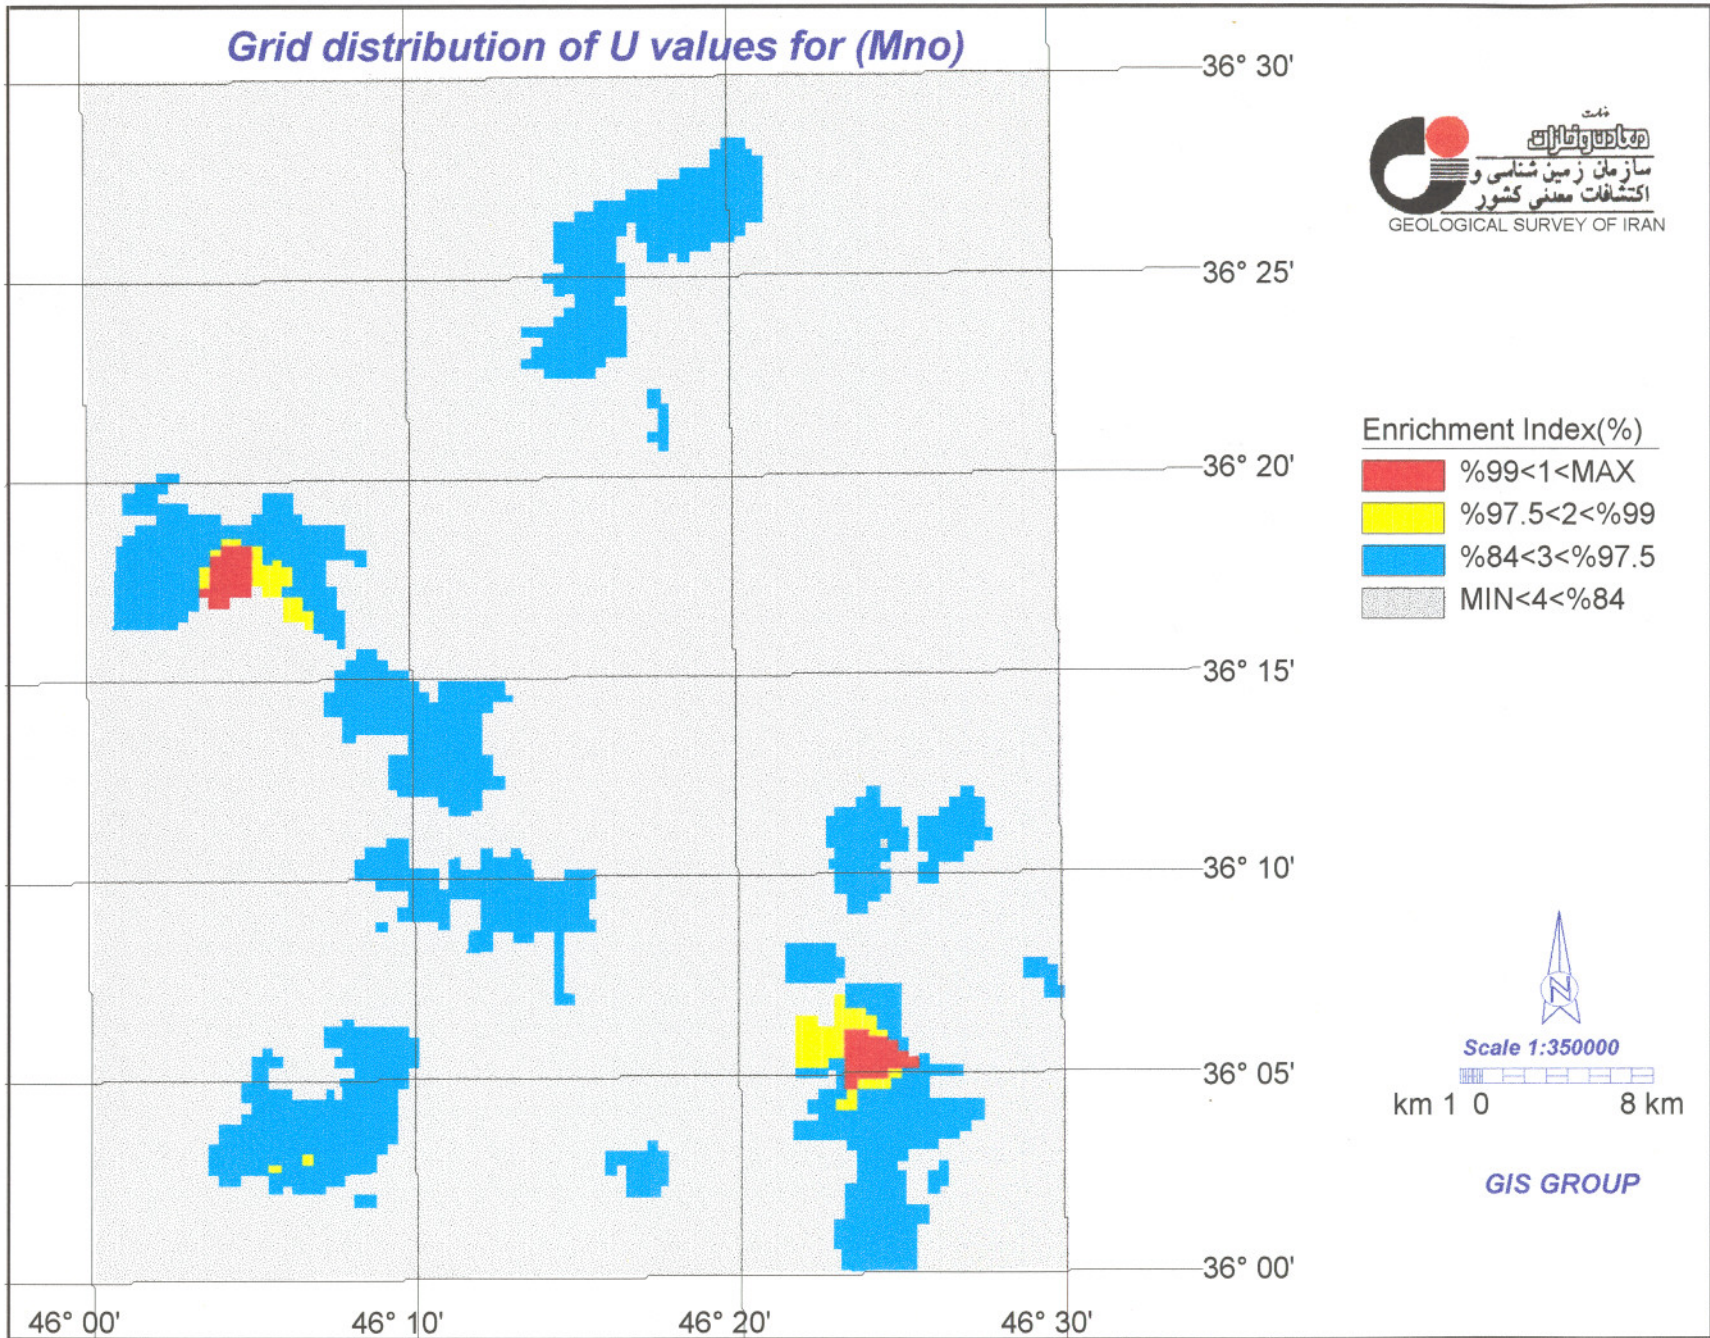 Grid distribution of U values for (Mno)
36° 30'
36° 25'
36° 20'
36° 15'
36° 10'
36° 05'
36° 00'
46° 00'
46° 10'
46° 20'
46° 30'
سازمان زمین شناسی و
اکتشافات معدنی کشور
GEOLOGICAL SURVEY OF IRAN
Enrichment Index(%)
%99<1<MAX
%97.5<2<%99
%84<3<%97.5
MIN<4<%84
N
Scale 1:350000
km 1 0 8 km
GIS GROUP